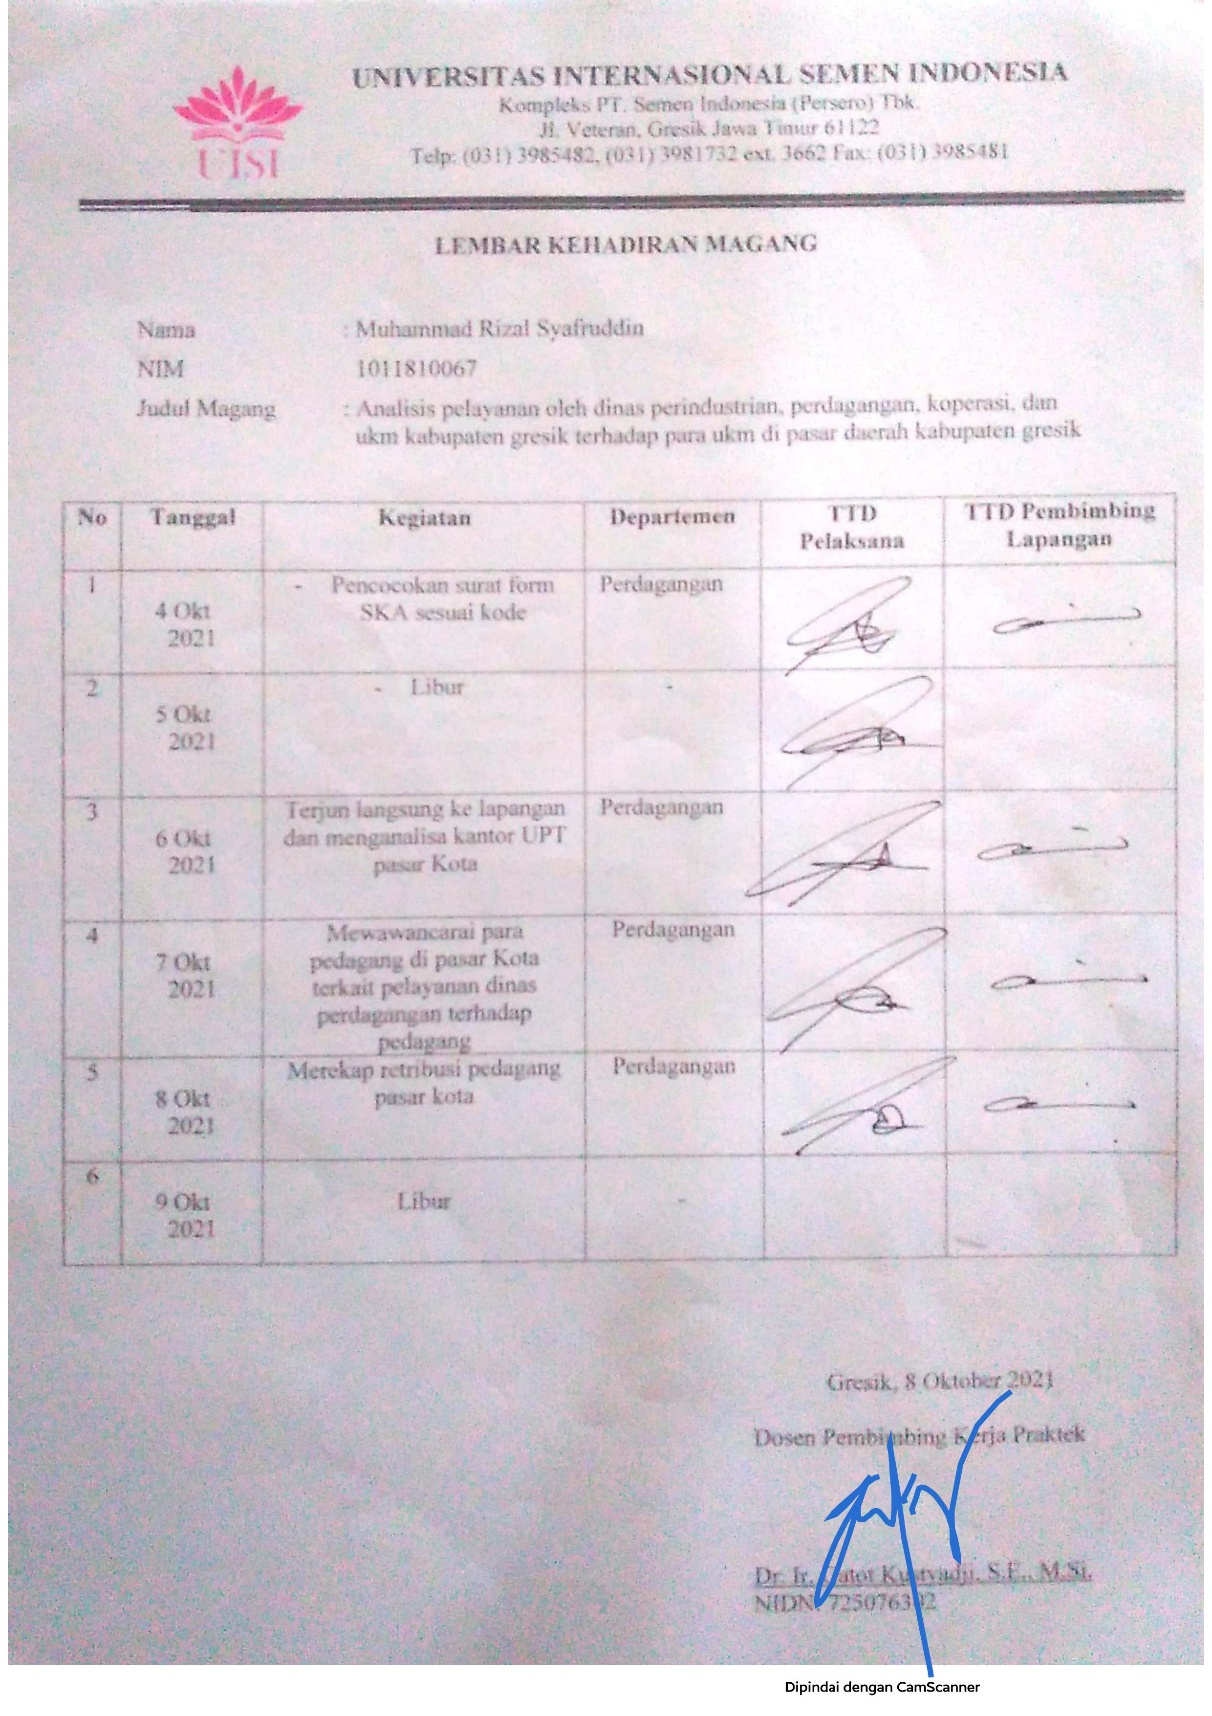 UISI
UNIVERSITAS INTERNASIONAL SEMEN INDONESIA
Kompleks PT. Semen Indonesia (Persero) Tbk.
Jl. Veteran, Gresik Jawa Timur 61122
Telp: (031) 3985482, (031) 3981732 ext. 3662 Fax: (031) 3985481
LEMBAR KEHADIRAN MAGANG
Nama : Muhammad Rizal Syafruddin
NIM 1011810067
Judul Magang : Analisis pelayanan oleh dinas perindustrian, perdagangan, koperasi, dan
ukm kabupaten gresik terhadap para ukm di pasar daerah kabupaten gresik
No Tanggal Kegiatan Departemen TTD Pelaksana TTD Pembimbing Lapangan
1 4 Okt 2021 - Pencocokan surat form SKA sesuai kode Perdagangan
2 5 Okt 2021 - Libur -
3 6 Okt 2021 Terjun langsung ke lapangan dan menganalisa kantor UPT pasar Kota Perdagangan
4 7 Okt 2021 Mewawancarai para pedagang di pasar Kota terkait pelayanan dinas perdagangan terhadap pedagang Perdagangan
5 8 Okt 2021 Merekap retribusi pedagang pasar kota Perdagangan
6 9 Okt 2021 Libur -
Gresik, 8 Oktober 2021
Dosen Pembimbing Kerja Praktek
Dr. Ir. S.E., M.Si.
NIDN.
Dipindai dengan CamScanner